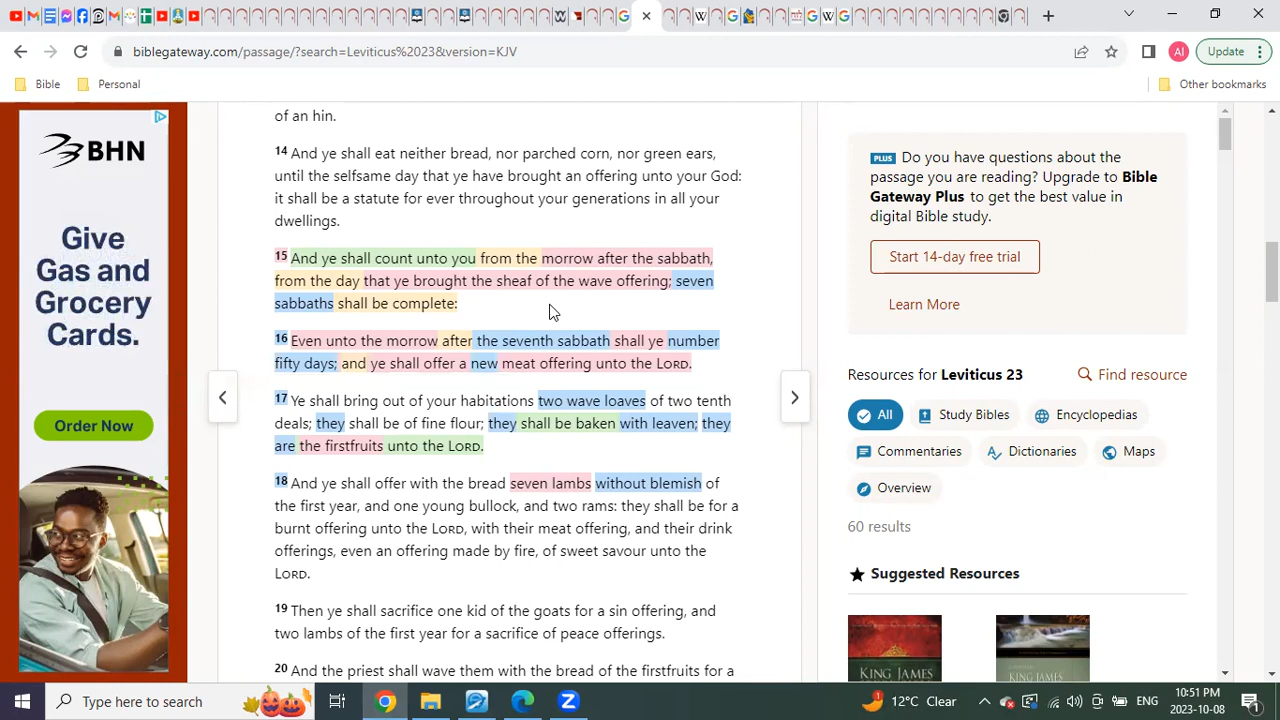 biblegateway.com/passage/?search=Leviticus%2023&version=KJV
AI
Update
Bible
Personal
Other bookmarks
BHN
Give
Gas and
Grocery
Cards.
Order Now
of an hin.
14 And ye shall eat neither bread, nor parched corn, nor green ears,
until the selfsame day that ye have brought an offering unto your God:
it shall be a statute for ever throughout your generations in all your
dwellings.
15 And ye shall count unto you from the morrow after the sabbath,
from the day that ye brought the sheaf of the wave offering; seven
sabbaths shall be complete:
16 Even unto the morrow after the seventh sabbath shall ye number
fifty days; and ye shall offer a new meat offering unto the LORD.
17 Ye shall bring out of your habitations two wave loaves of two tenth
deals; they shall be of fine flour; they shall be baken with leaven; they
are the firstfruits unto the LORD.
18 And ye shall offer with the bread seven lambs without blemish of
the first year, and one young bullock, and two rams: they shall be for a
burnt offering unto the LORD, with their meat offering, and their drink
offerings, even an offering made by fire, of sweet savour unto the
LORD.
19 Then ye shall sacrifice one kid of the goats for a sin offering, and
two lambs of the first year for a sacrifice of peace offerings.
20 And the priest shall wave them with the bread of the firstfruits for a
PLUS Do you have questions about the
passage you are reading? Upgrade to Bible
Gateway Plus to get the best value in
digital Bible study.
Start 14-day free trial
Learn More
Resources for Leviticus 23
Find resource
All
Study Bibles
Encyclopedias
Commentaries
Dictionaries
Maps
Overview
60 results
Suggested Resources
KING JAMES
KING JAMES
Type here to search
1
12°C Clear
ENG
10:51 PM
2023-10-08
1